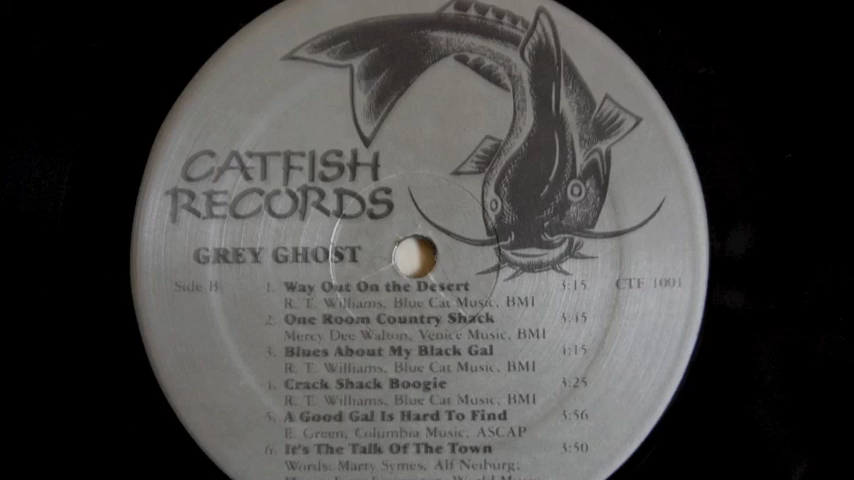 CATFISH
RECORDS
GREY GHOST
Side B
CTF 1001
1. Way Out On the Desert 3:15
R. T. Williams, Blue Cat Music, BMI
2. One Room Country Shack 5:45
Mercy Dee Walton, Venice Music, BMI
3. Blues About My Black Gal 4:15
R. T. Williams, Blue Cat Music, BMI
4. Crack Shack Boogie 3:25
R. T. Williams, Blue Cat Music, BMI
5. A Good Gal Is Hard To Find 3:56
E. Green, Columbia Music, ASCAP
6. It's The Talk Of The Town 3:50
Words: Marty Symes, Alf Neiburg;